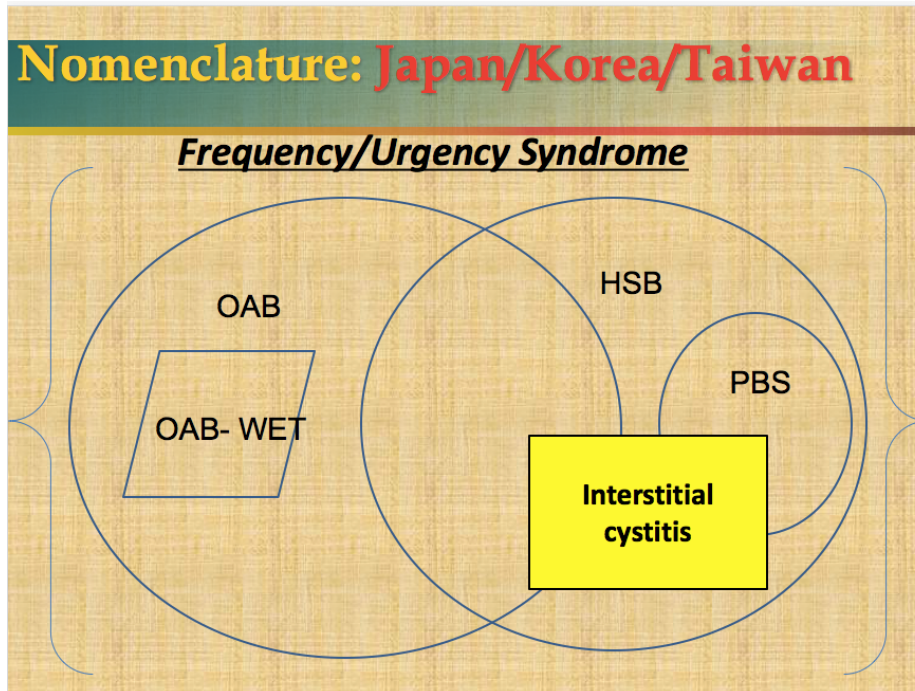 Nomenclature: Japan/Korea/Taiwan
Frequency/Urgency Syndrome
OAB
HSB
PBS
OAB- WET
Interstitial
cystitis